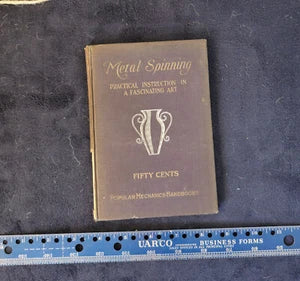 Metal Spinning
PRACTICAL INSTRUCTION IN
A FASCINATING ART
FIFTY CENTS
POPULAR MECHANICS HANDBOOKS
UARCO BUSINESS FORMS